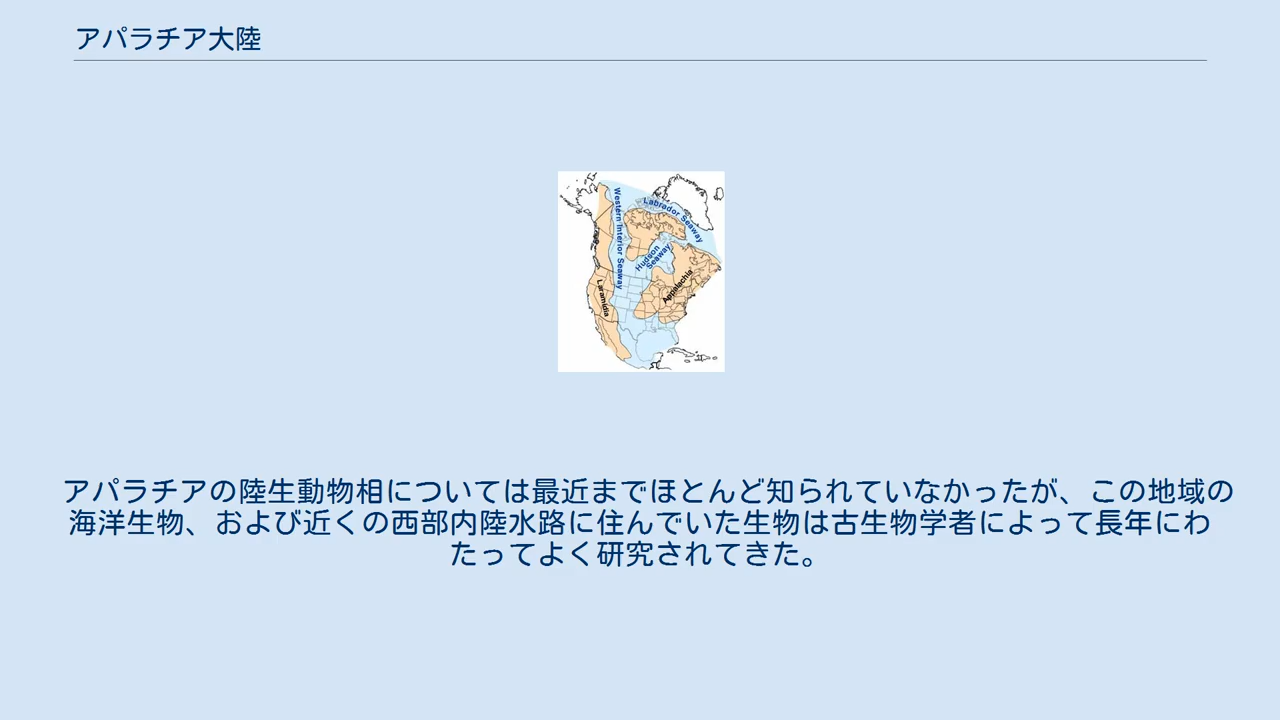 アパラチア大陸
Western Interior Seaway
Labrador Seaway
Hudson
Seaway
Appalachia
Laramidia
アパラチアの陸生動物相については最近までほとんど知られていなかったが、この地域の
海洋生物、および近くの西部内陸水路に住んでいた生物は古生物学者によって長年にわ
たってよく研究されてきた。